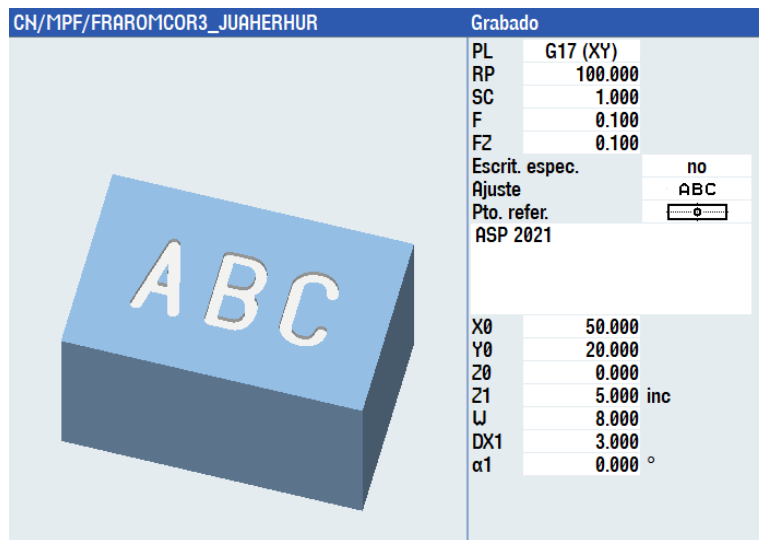 CN/MPF/FRAROMCOR3_JUAHERHUR
Grabado
PL G17 (XY)
RP 100.000
SC 1.000
F 0.100
FZ 0.100
Escrit. espec. no
Ajuste ABC
Pto. refer.
ASP 2021
X0 50.000
Y0 20.000
Z0 0.000
Z1 5.000 inc
W 8.000
DX1 3.000
α1 0.000 °
ABC